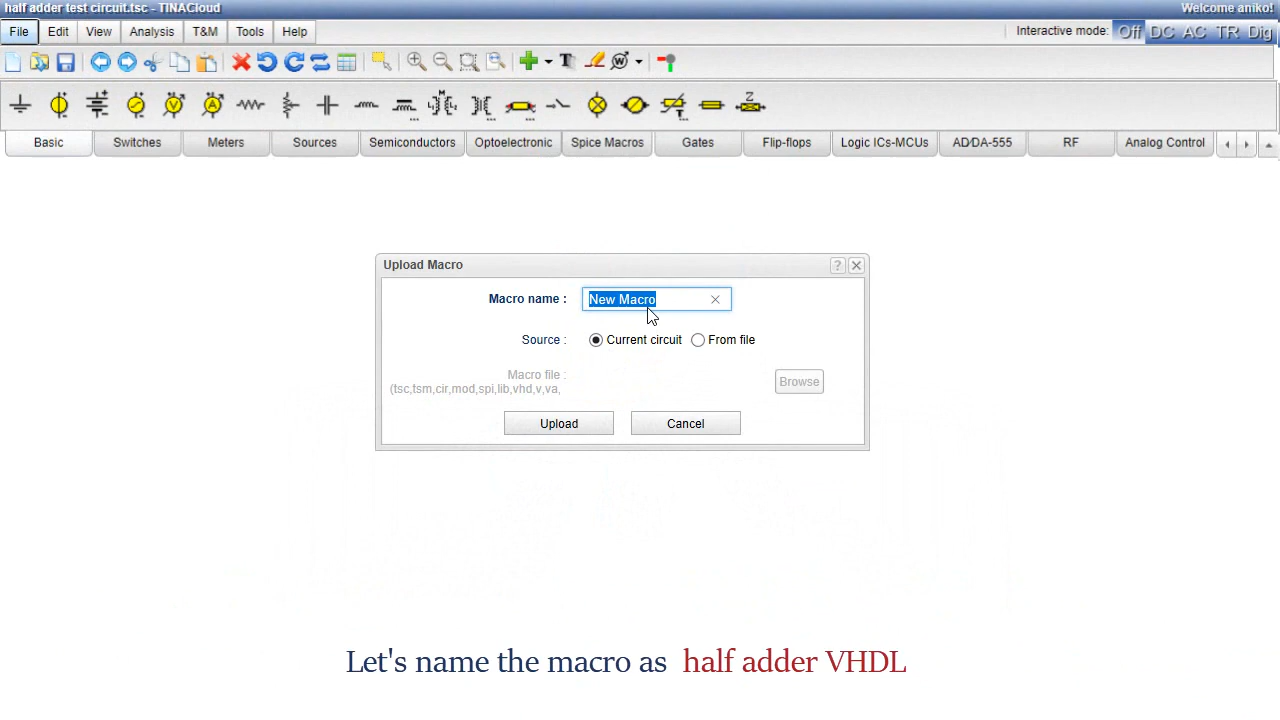 half adder test circuit.tsc - TINACloud
Welcome aniko!
File Edit View Analysis T&M Tools Help
Interactive mode: Off DC AC TR Dig
Basic Switches Meters Sources Semiconductors Optoelectronic Spice Macros Gates Flip-flops Logic ICs-MCUs AD/DA-555 RF Analog Control
Upload Macro
Macro name : New Macro
Source : Current circuit From file
Macro file :
(tsc,tsm,cir,mod,spi,lib,vhd,v,va,
Browse
Upload Cancel
Let's name the macro as half adder VHDL